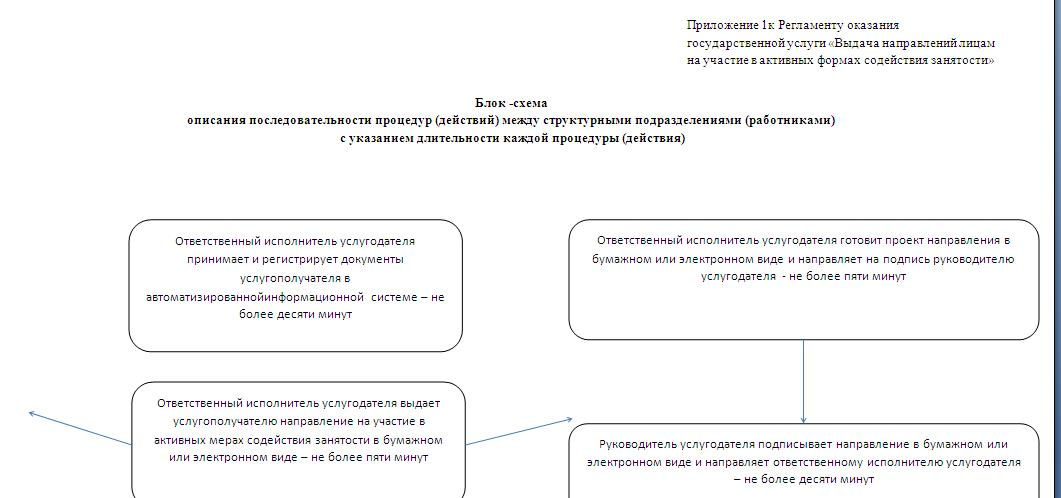 Приложение 1к Регламенту оказания
государственной услуги «Выдача направлений лицам
на участие в активных формах содействия занятости»
Блок -схема
описания последовательности процедур (действий) между структурными подразделениями (работниками)
с указанием длительности каждой процедуры (действия)
Ответственный исполнитель услугодателя
принимает и регистрирует документы
услугополучателя в
автоматизированнойинформационной системе – не
более десяти минут
Ответственный исполнитель услугодателя готовит проект направления в
бумажном или электронном виде и направляет на подпись руководителю
услугодателя - не более пяти минут
Ответственный исполнитель услугодателя выдает
услугополучателю направление на участие в
активных мерах содействия занятости в бумажном
или электронном виде – не более пяти минут
Руководитель услугодателя подписывает направление в бумажном или
электронном виде и направляет ответственному исполнителю услугодателя
– не более десяти минут